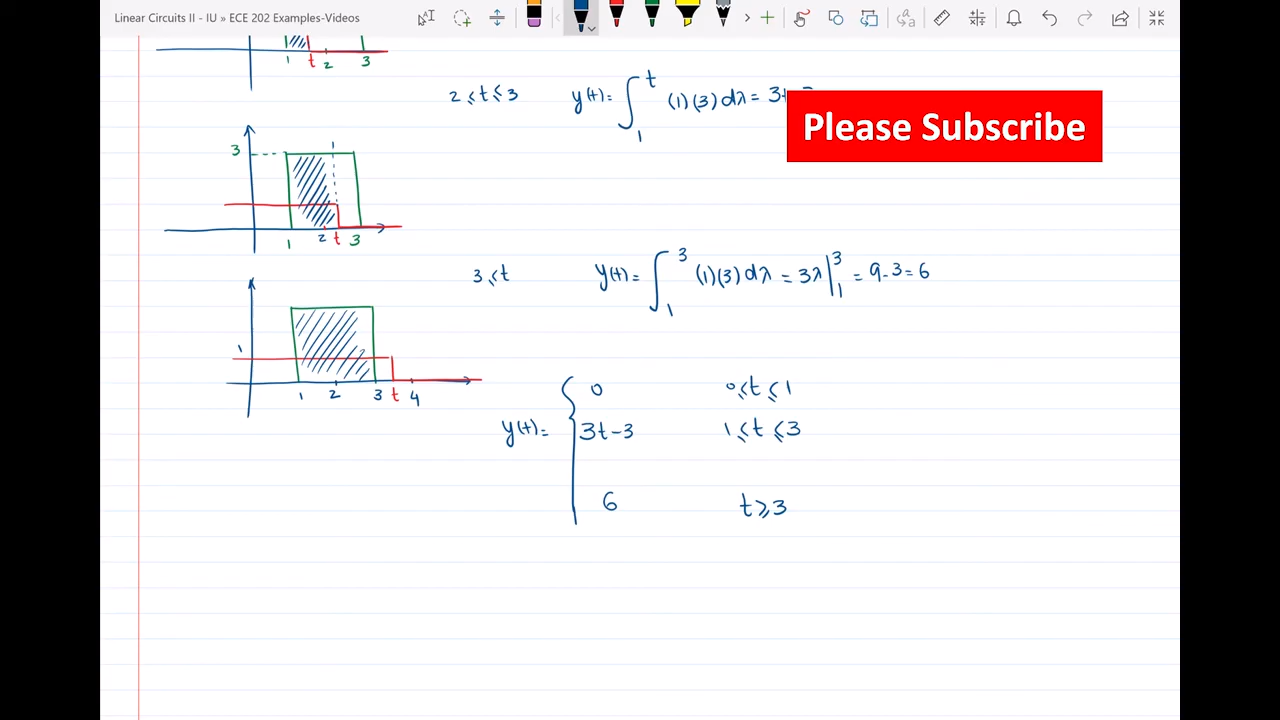 Linear Circuits II - IU » ECE 202 Examples-Videos
1 t 2 3
2 ≤ t ≤ 3 y(t)= ∫₁ᵗ (1)(3) dλ = 3t
Please Subscribe
3
1 2 t 3
3 ≤ t y(t)= ∫₁³ (1)(3) dλ = 3λ |₁³ = 9-3=6
1
1 2 3 t 4
0 0≤t≤1
y(t)= 3t-3 1≤t≤3
6 t≥3